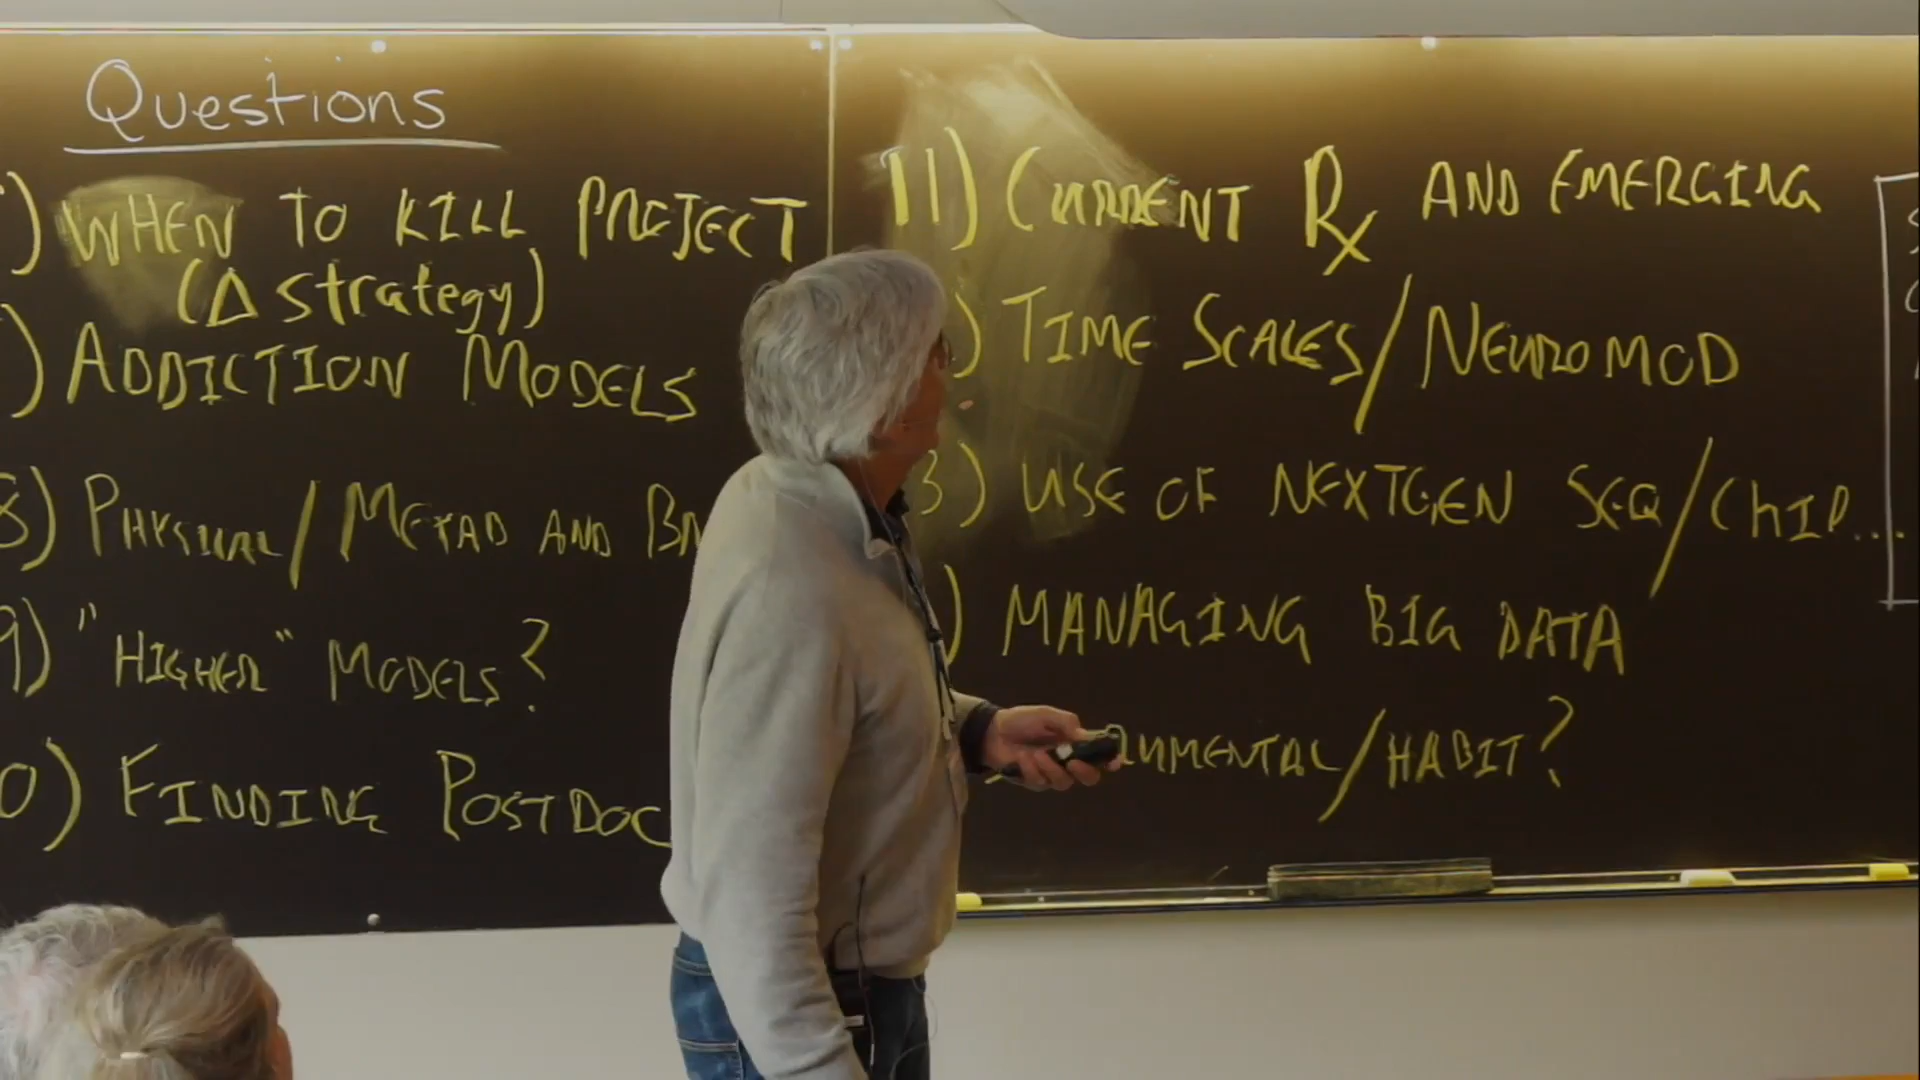 Questions
) WHEN TO KILL PROJECT
(Δ strategy)
) ADDICTION MODELS
8) PHYSICAL/METAB AND
9) "HIGHER" MODELS?
0) FINDING POSTDOC
11) CURRENT Rx AND EMERGING
) TIME SCALES/NEUROMOD
3) USE OF NEXTGEN SEQ/ChIP...
) MANAGING BIG DATA
/HABIT?